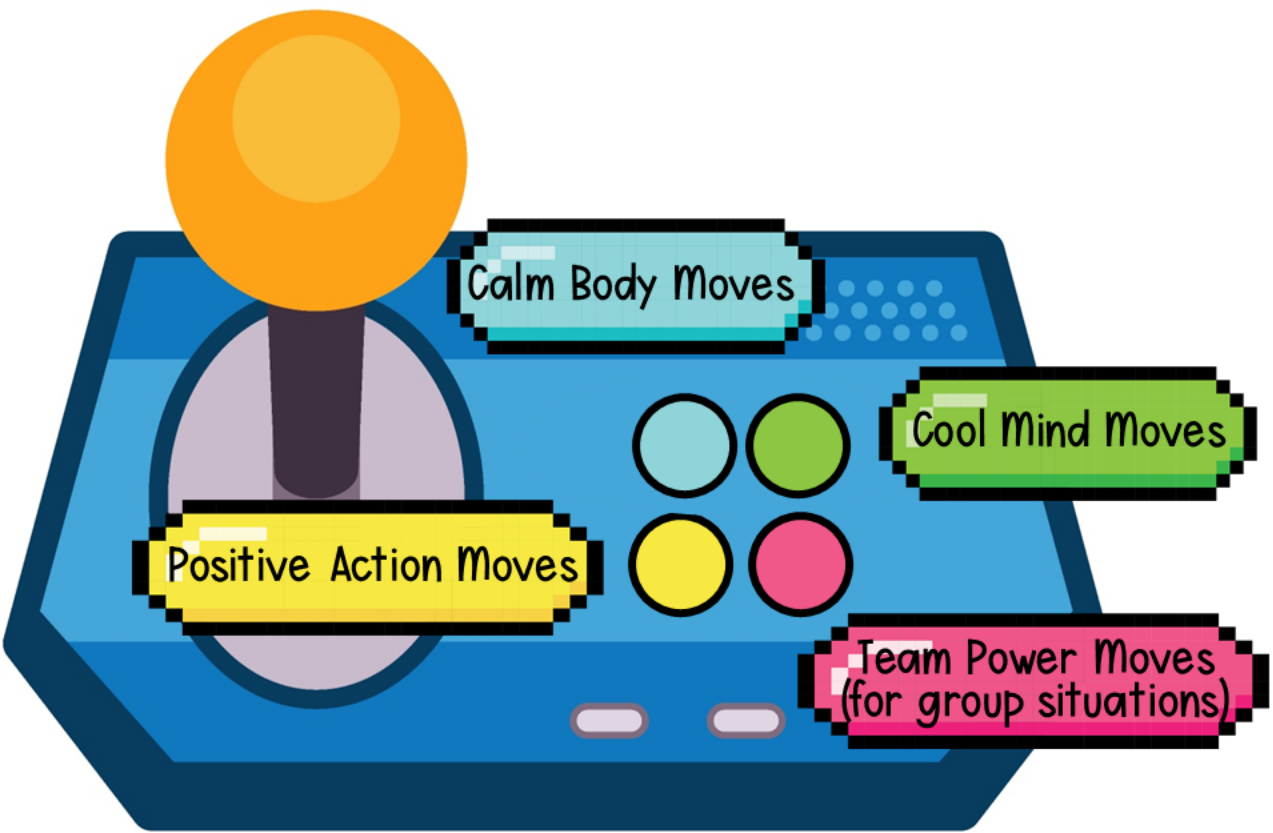 Calm Body Moves
Cool Mind Moves
Positive Action Moves
Team Power Moves
(for group situations)